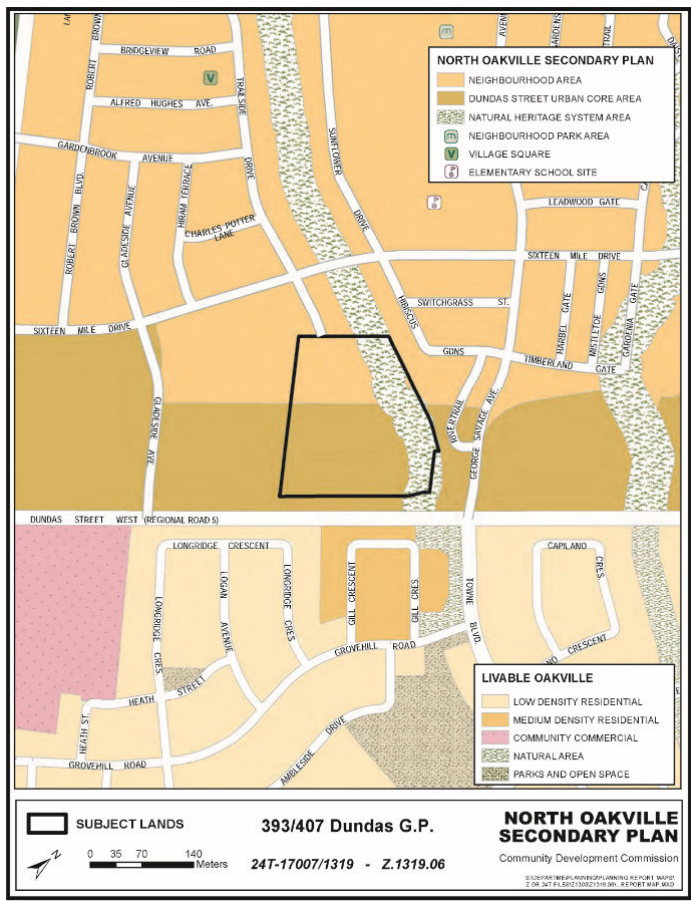 BROWN
ROBERT
BRIDGEVIEW ROAD
V
ALFRED HUGHES AVE.
TRAILSIDE
DRIVE
GARDENBROOK AVENUE
ROBERT BROWN BLVD.
GLADESIDE AVENUE
HIRAM TERRACE
CHARLES POTTER
LANE
SUNFLOWER
DRIVE
m
AVEN
GARDENS
TRAIL
NORTH OAKVILLE SECONDARY PLAN
NEIGHBOURHOOD AREA
DUNDAS STREET URBAN CORE AREA
NATURAL HERITAGE SYSTEM AREA
m NEIGHBOURHOOD PARK AREA
V VILLAGE SQUARE
ELEMENTARY SCHOOL SITE
LEADWOOD GATE
CA
SIXTEEN MILE DRIVE
HIBISCUS
GDNS
SWITCHGRASS ST.
HARBEL GATE
MISTLETOE GDNS
GARDENIA GATE
TIMBERLAND
GATE
SIXTEEN MILE DRIVE
GLADESIDE AVE.
RIVERTRAIL
GEORGE SAVAGE AVE.
DUNDAS STREET WEST (REGIONAL ROAD 5)
LONGRIDGE CRESCENT
LONGRIDGE CRES.
LOGAN AVENUE
LONGRIDGE CRES
GILL CRESCENT
GILL CRES.
TOWNE BLVD
CAPILANO
CRES.
NO CRESCENT
GROVEHILL ROAD
HEATH STREET
HEATH ST.
GROVEHILL ROAD
AMBLESIDE DRIVE
LIVABLE OAKVILLE
LOW DENSITY RESIDENTIAL
MEDIUM DENSITY RESIDENTIAL
COMMUNITY COMMERCIAL
NATURAL AREA
PARKS AND OPEN SPACE
SUBJECT LANDS
N
0 35 70 140
Meters
393/407 Dundas G.P.
24T-17007/1319 - Z.1319.06
NORTH OAKVILLE
SECONDARY PLAN
Community Development Commission